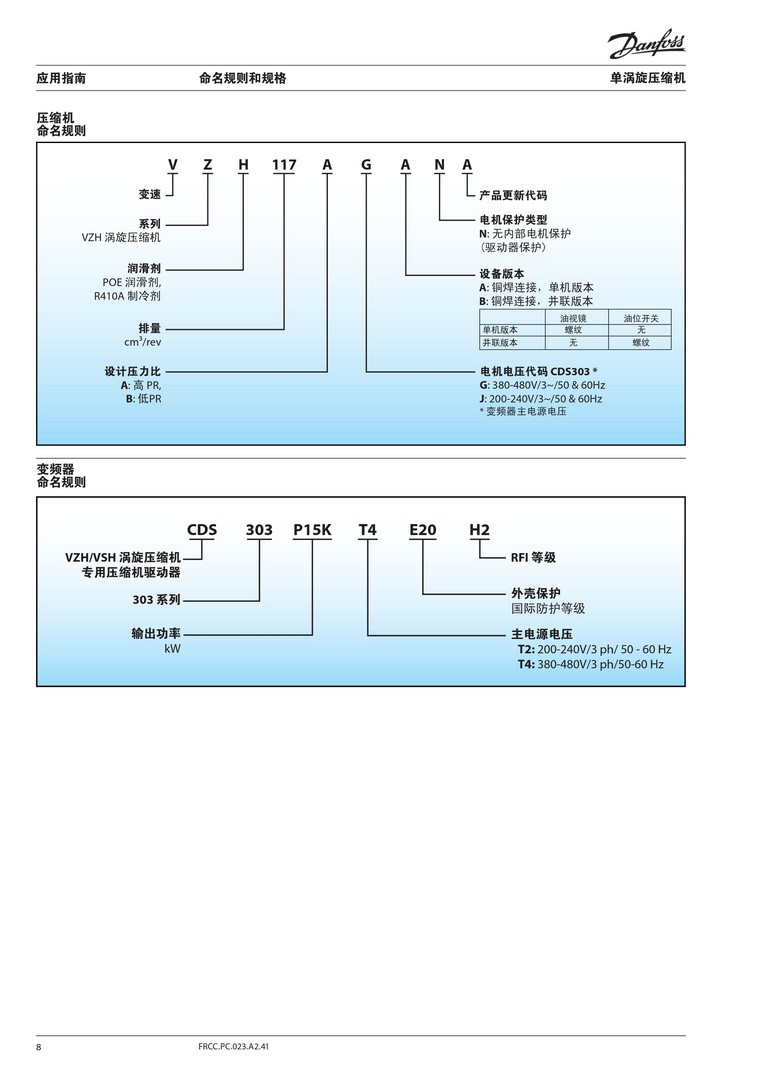 Danfoss
应用指南 命名规则和规格 单涡旋压缩机
压缩机
命名规则
V Z H 117 A G A N A
变速
系列
VZH 涡旋压缩机
润滑剂
POE 润滑剂,
R410A 制冷剂
排量
cm³/rev
设计压力比
A: 高 PR,
B: 低PR
产品更新代码
电机保护类型
N: 无内部电机保护
（驱动器保护）
设备版本
A: 铜焊连接，单机版本
B: 铜焊连接，并联版本
油视镜 油位开关
单机版本 螺纹 无
并联版本 无 螺纹
电机电压代码 CDS303 *
G: 380-480V/3~/50 & 60Hz
J: 200-240V/3~/50 & 60Hz
* 变频器主电源电压
变频器
命名规则
CDS 303 P15K T4 E20 H2
VZH/VSH 涡旋压缩机
专用压缩机驱动器
303 系列
输出功率
kW
RFI 等级
外壳保护
国际防护等级
主电源电压
T2: 200-240V/3 ph/ 50 - 60 Hz
T4: 380-480V/3 ph/50-60 Hz
8 FRCC.PC.023.A2.41